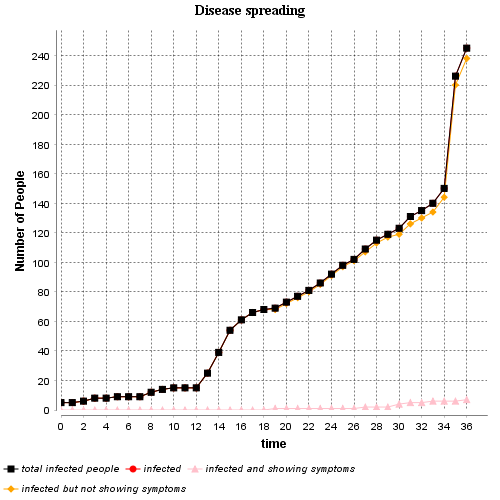 Disease spreading
Number of People
240
220
200
180
160
140
120
100
80
60
40
20
0
0 2 4 6 8 10 12 14 16 18 20 22 24 26 28 30 32 34 36
time
total infected people infected infected and showing symptoms
infected but not showing symptoms